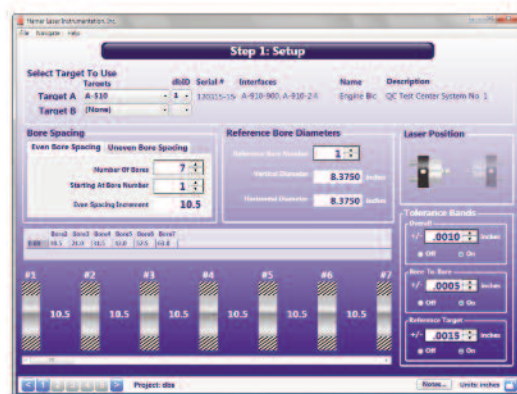 Hamar Laser Instruments, Inc.
File Navigate Help
Step 1: Setup
Select Target To Use
Targets dbID Serial # Interfaces Name Description
Target A A-510 1 A-910-900, A-910-2. Engine Bl QC Test Center System No. 1
Target B (None)
Bore Spacing
Even Bore Spacing Uneven Bore Spacing
Number Of Bores 7
Starting At Bore Number 1
Even Spacing Increment 10.5
Reference Bore Diameters
Reference Bore Number 1
Vertical Diameter 8.3750 inches
Horizontal Diameter 8.3750 inches
Laser Position
Tolerance Bands
Overall
+/- .0010 inches
Off On
Bore To Bore
+/- .0005 inches
Off On
Reference Target
+/- .0015 inches
Off On
Bore2 Bore3 Bore4 Bore5 Bore6 Bore7
0.00 10.5 21.0 31.5 42.0 52.5 63.0
#1 #2 #3 #4 #5 #6 #7
10.5 10.5 10.5 10.5 10.5 10.5
< 1 2 3 4 5 > Project: dbs Notes... Units: inches